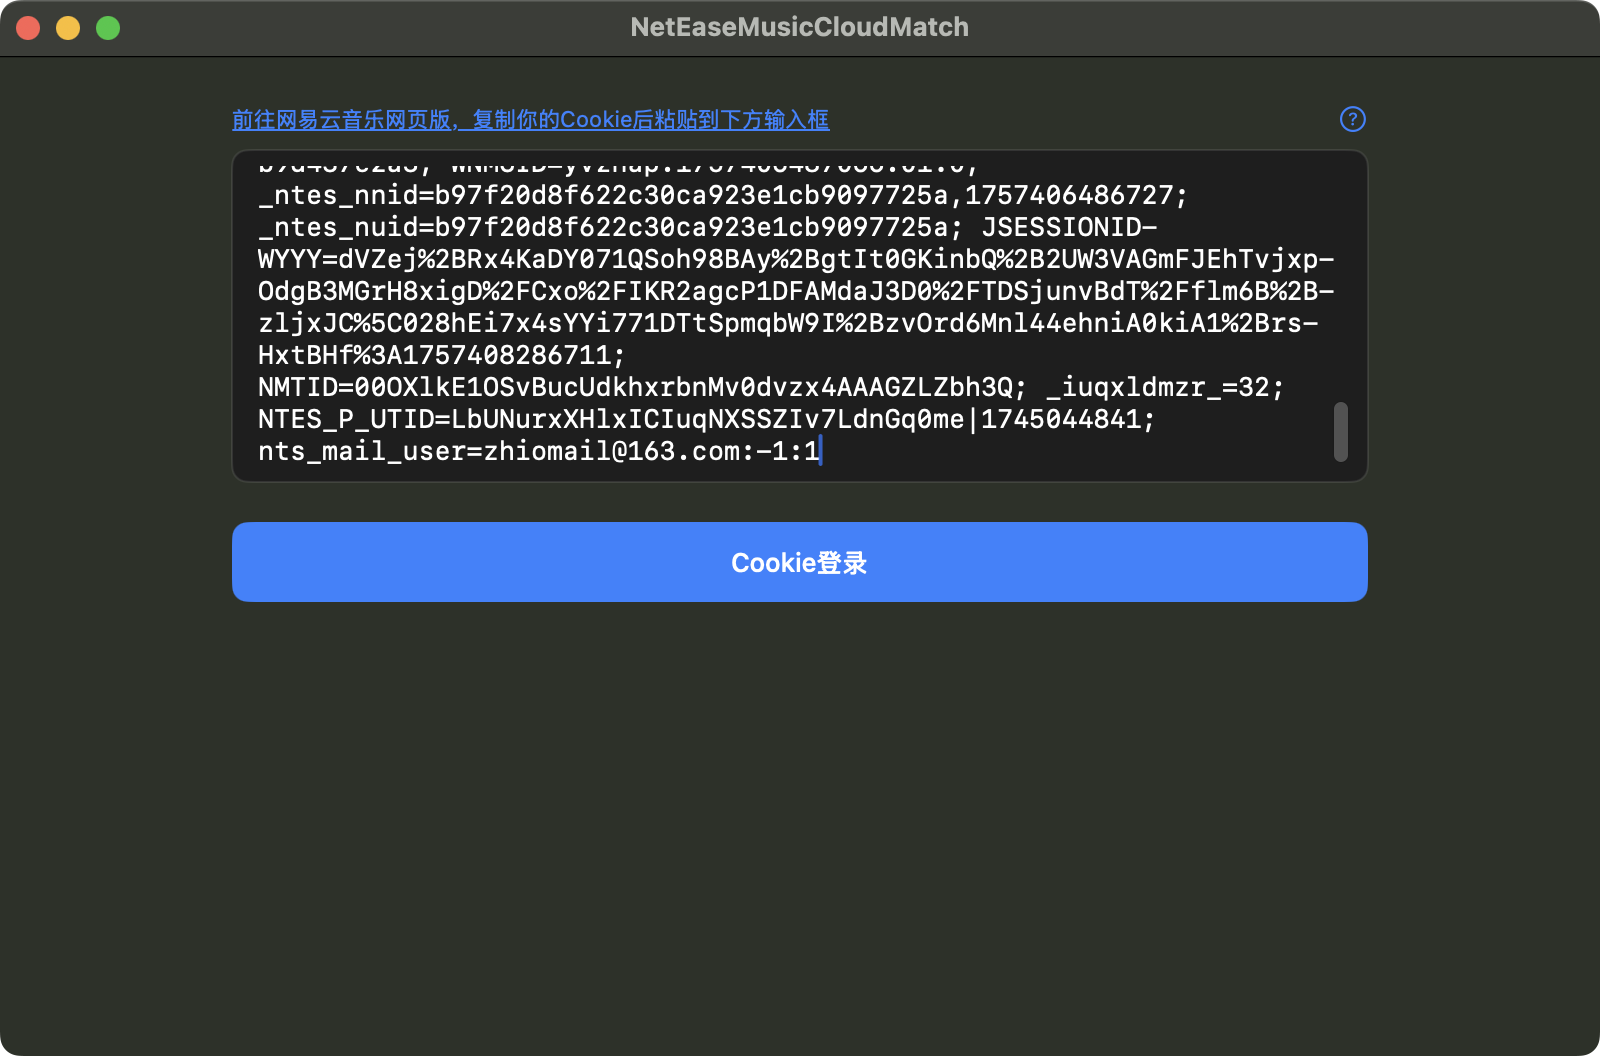 NetEaseMusicCloudMatch
前往网易云音乐网页版，复制你的Cookie后粘贴到下方输入框
?
_ntes_nnid=b97f20d8f622c30ca923e1cb9097725a,1757406486727;
_ntes_nuid=b97f20d8f622c30ca923e1cb9097725a; JSESSIONID-
WYYY=dVZej%2BRx4KaDY071QSoh98BAy%2BgtIt0GKinbQ%2B2UW3VAGmFJEhTvjxp-
OdgB3MGrH8xigD%2FCxo%2FIKR2agcP1DFAMdaJ3D0%2FTDSjunvBdT%2Fflm6B%2B-
zljxJC%5C028hEi7x4sYYi771DTtSpmqbW9I%2BzvOrd6Mnl44ehniA0kiA1%2Brs-
HxtBHf%3A1757408286711;
NMTID=00OXlkE1OSvBucUdkhxrbnMv0dvzx4AAAGZLZbh3Q; _iuqxldmzr_=32;
NTES_P_UTID=LbUNurxXHlxICIuqNXSSZIv7LdnGq0me|1745044841;
nts_mail_user=zhiomail@163.com:-1:1
Cookie登录